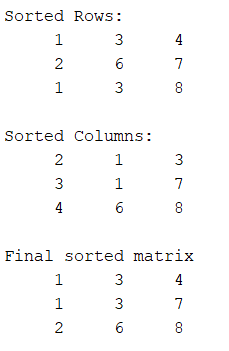 Sorted Rows:
1 3 4
2 6 7
1 3 8
Sorted Columns:
2 1 3
3 1 7
4 6 8
Final sorted matrix
1 3 4
1 3 7
2 6 8